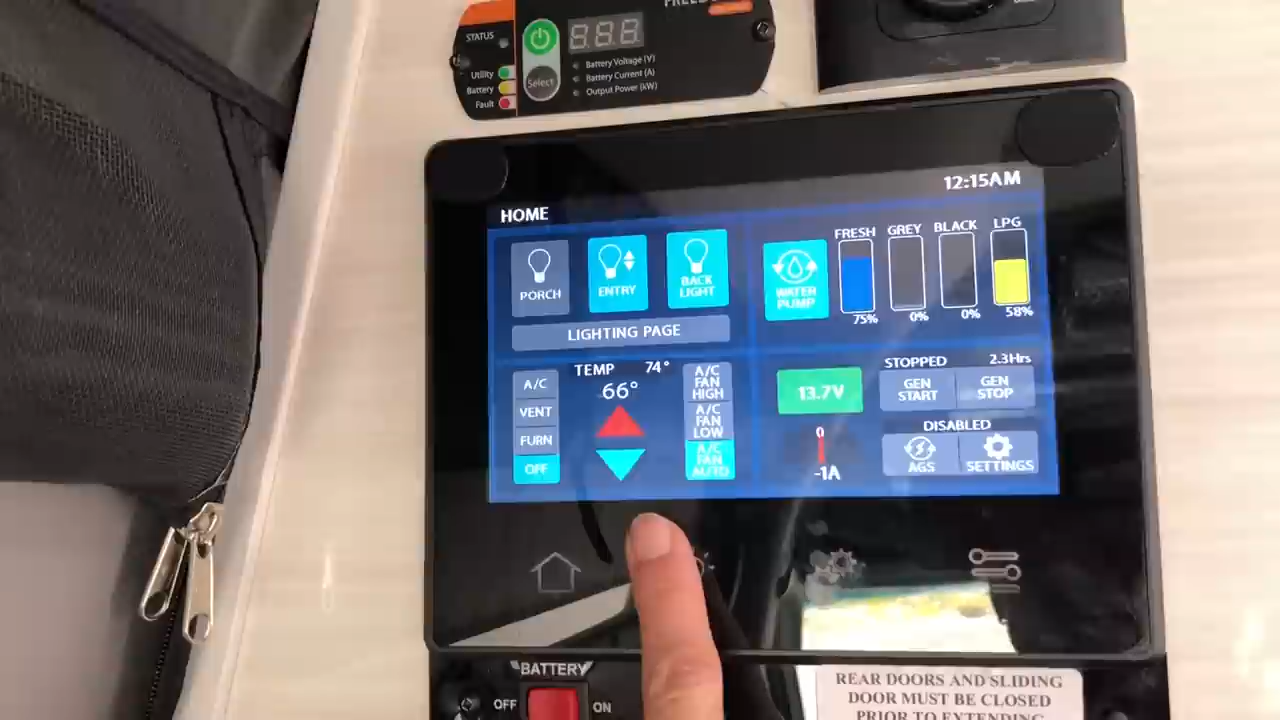 STATUS
Utility
Battery
Fault
Select
Battery Voltage (V)
Battery Current (A)
Output Power (kW)
12:15AM
HOME
PORCH
ENTRY
BACK
LIGHT
LIGHTING PAGE
WATER
PUMP
FRESH
GREY
BLACK
LPG
75%
0%
0%
58%
A/C
VENT
FURN
OFF
TEMP
74°
66°
A/C
FAN
HIGH
A/C
FAN
LOW
A/C
FAN
AUTO
13.7V
0
-1A
STOPPED
2.3Hrs
GEN
START
GEN
STOP
DISABLED
AGS
SETTINGS
BATTERY
OFF
ON
REAR DOORS AND SLIDING
DOOR MUST BE CLOSED
PRIOR TO EXTENDING